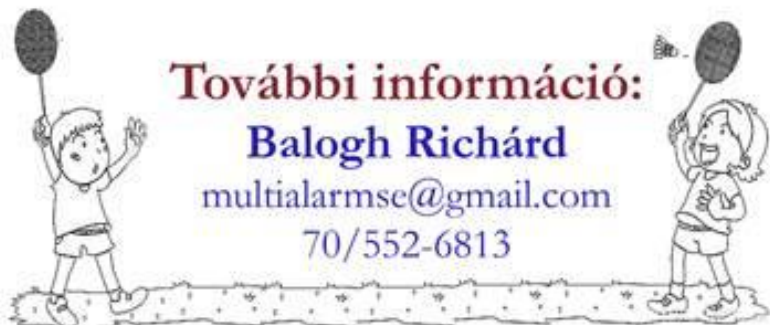 További információ:
Balogh Richárd
multialarmse@gmail.com
70/552-6813